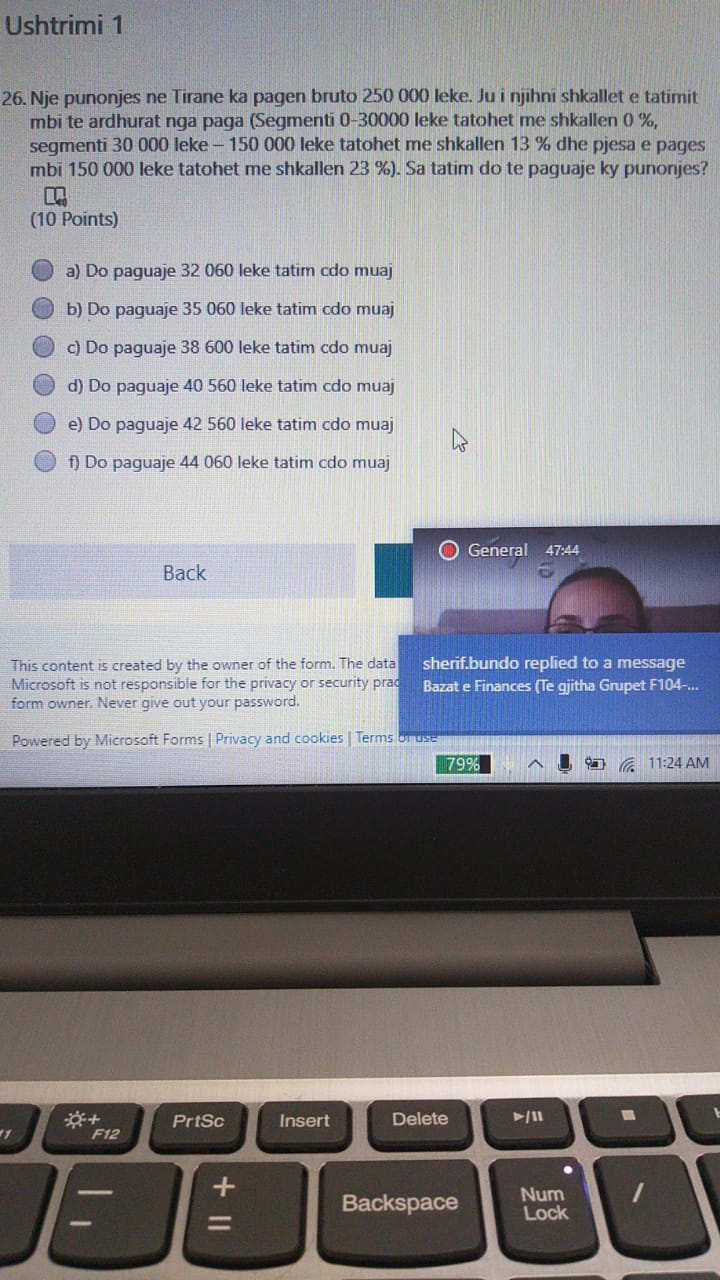 Ushtrimi 1
26. Nje punonjes ne Tirane ka pagen bruto 250 000 leke. Ju i njihni shkallet e tatimit
mbi te ardhurat nga paga (Segmenti 0-30000 leke tatohet me shkallen 0 %,
segmenti 30 000 leke – 150 000 leke tatohet me shkallen 13 % dhe pjesa e pages
mbi 150 000 leke tatohet me shkallen 23 %). Sa tatim do te paguaje ky punonjes?
(10 Points)
a) Do paguaje 32 060 leke tatim cdo muaj
b) Do paguaje 35 060 leke tatim cdo muaj
c) Do paguaje 38 600 leke tatim cdo muaj
d) Do paguaje 40 560 leke tatim cdo muaj
e) Do paguaje 42 560 leke tatim cdo muaj
f) Do paguaje 44 060 leke tatim cdo muaj
General 47:44
Back
sherif.bundo replied to a message
Bazat e Finances (Te gjitha Grupet F104-...
This content is created by the owner of the form. The data
Microsoft is not responsible for the privacy or security prac
form owner. Never give out your password.
Powered by Microsoft Forms | Privacy and cookies | Terms of use
79% 11:24 AM
F12 PrtSc Insert Delete
+ = Backspace Num Lock /